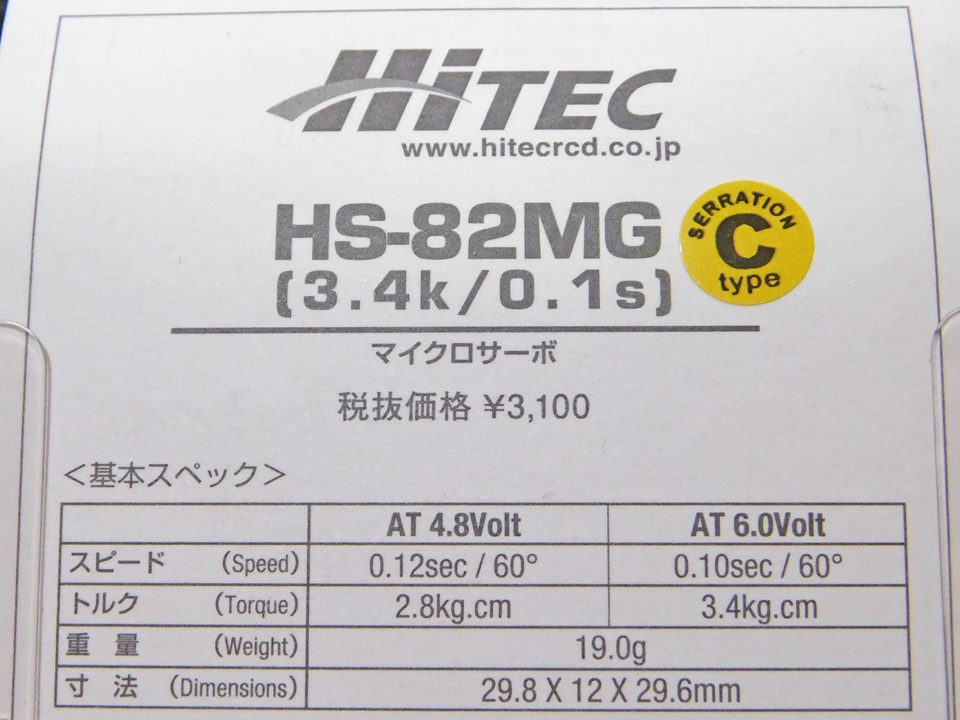 HiTEC
www.hitecrcd.co.jp
HS-82MG
(3.4k/0.1s)
SERRATION
C
type
マイクロサーボ
税抜価格 ¥3,100
＜基本スペック＞
AT 4.8Volt AT 6.0Volt
スピード (Speed) 0.12sec / 60° 0.10sec / 60°
トルク (Torque) 2.8kg.cm 3.4kg.cm
重 量 (Weight) 19.0g
寸 法 (Dimensions) 29.8 X 12 X 29.6mm